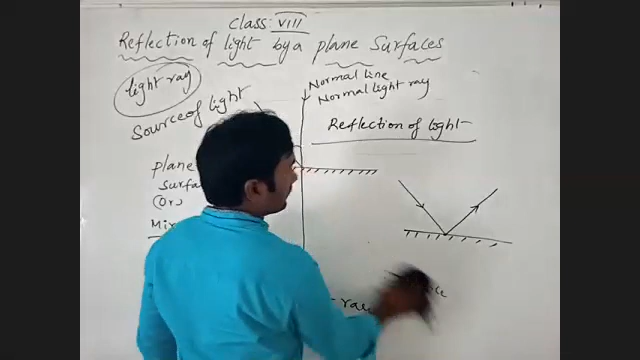 class: VIII
Reflection of light by a plane Surfaces
light ray
Source of light
Normal line
Normal light ray
Reflection of light
plane
surfa
(Or)
Mir